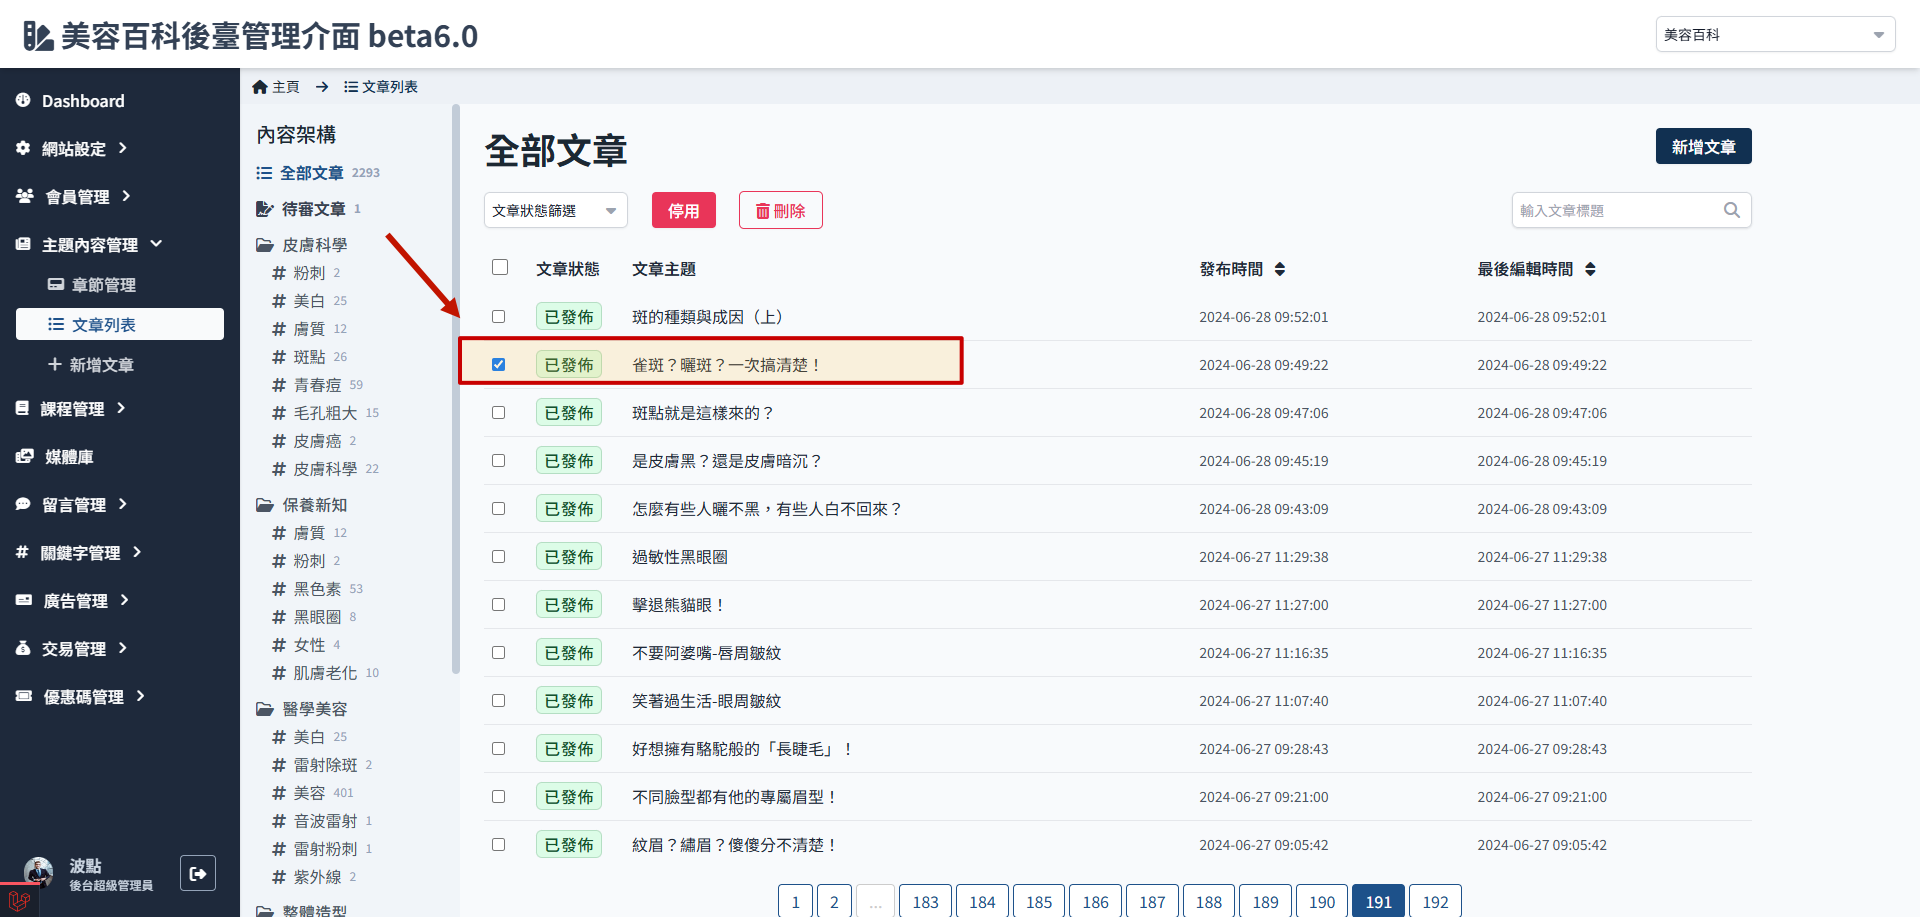 美容百科後臺管理介面 beta6.0
美容百科
Dashboard
網站設定
會員管理
主題內容管理
章節管理
文章列表
新增文章
課程管理
媒體庫
留言管理
關鍵字管理
廣告管理
交易管理
優惠碼管理
波點
後台超級管理員
主頁 → 文章列表
內容架構
全部文章 2293
待審文章 1
皮膚科學
# 粉刺 2
# 美白 25
# 膚質 12
# 斑點 26
# 青春痘 59
# 毛孔粗大 15
# 皮膚癌 2
# 皮膚科學 22
保養新知
# 膚質 12
# 粉刺 2
# 黑色素 53
# 黑眼圈 8
# 女性 4
# 肌膚老化 10
醫學美容
# 美白 25
# 雷射除斑 2
# 美容 401
# 音波雷射 1
# 雷射粉刺 1
# 紫外線 2
整體造型
全部文章
新增文章
文章狀態篩選 停用 刪除 輸入文章標題
文章狀態 文章主題 發布時間 最後編輯時間
已發佈 斑的種類與成因（上） 2024-06-28 09:52:01 2024-06-28 09:52:01
已發佈 雀斑？曬斑？一次搞清楚！ 2024-06-28 09:49:22 2024-06-28 09:49:22
已發佈 斑點就是這樣來的？ 2024-06-28 09:47:06 2024-06-28 09:47:06
已發佈 是皮膚黑？還是皮膚暗沉？ 2024-06-28 09:45:19 2024-06-28 09:45:19
已發佈 怎麼有些人曬不黑，有些人白不回來？ 2024-06-28 09:43:09 2024-06-28 09:43:09
已發佈 過敏性黑眼圈 2024-06-27 11:29:38 2024-06-27 11:29:38
已發佈 擊退熊貓眼！ 2024-06-27 11:27:00 2024-06-27 11:27:00
已發佈 不要阿婆嘴-唇周皺紋 2024-06-27 11:16:35 2024-06-27 11:16:35
已發佈 笑著過生活-眼周皺紋 2024-06-27 11:07:40 2024-06-27 11:07:40
已發佈 好想擁有駱駝般的「長睫毛」！ 2024-06-27 09:28:43 2024-06-27 09:28:43
已發佈 不同臉型都有他的專屬眉型！ 2024-06-27 09:21:00 2024-06-27 09:21:00
已發佈 紋眉？繡眉？傻傻分不清楚！ 2024-06-27 09:05:42 2024-06-27 09:05:42
1 2 ... 183 184 185 186 187 188 189 190 191 192